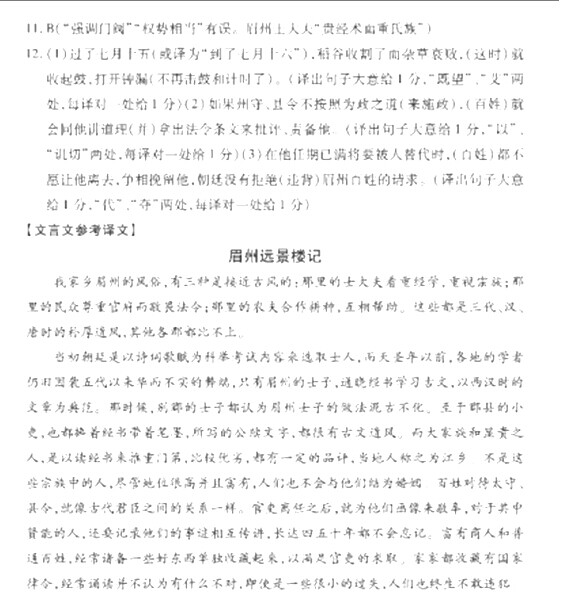 11. B(“强调门阀”“权势相当”有误。眉州士大夫“贵经术而重氏族”)
12. (1)过了七月十五(或译为“到了七月十六”),稻谷收割了而杂草衰败,(这时)就
收起鼓,打开钟漏(不再击鼓和计时了)。(译出句子大意给1分,“既望”、“艾”两
处,每译对一处给1分)(2)如果州守、县令不按照为政之道(来施政),(百姓)就
会同他讲道理(并)拿出法令条文来批评、责备他。(译出句子大意给1分,“以”、
“讥切”两处,每译对一处给1分)(3)在他任期已满将要被人替代时,(百姓)都不
愿让他离去,争相挽留他,朝廷没有拒绝(违背)眉州百姓的请求。(译出句子大意
给1分,“代”、“夺”两处,每译对一处给1分)
【文言文参考译文】
眉州远景楼记
我家乡眉州的风俗,有三种是接近古风的:那里的士大夫看重经学,重视宗族;那
里的民众尊重官府而敬畏法令;那里的农夫合作耕种,互相帮助。这些都是三代、汉、
唐时的朴厚遗风,其他各郡都比不上。
当初朝廷是以诗词歌赋为科举考试内容来选取士人,而天圣年以前,各地的学者
仍旧因袭五代以来华而不实的弊端,只有眉州的士子,通晓经书学习古文,以西汉时的
文章为典范。那时候,别郡的士子都认为眉州士子的做法泥古不化。至于郡县的小
吏,也都挟着经书带着笔墨,所写的公牍文字,都很有古文遗风。而大家族和显贵之
人,是以读经书来推重门第,比较优劣,都有一定的品评,当地人称之为江乡。不是这
些宗族中的人,尽管地位很高并且富有,人们也不会与他们结为婚姻。百姓对待太守、
县令,就像古代君臣之间的关系一样。官吏离任之后,就为他们画像来敬奉,对于其中
贤能的人,还要记录他们的事迹相互传讲,长达四五十年都不会忘记。富有商人和普
通百姓,经常储备一些好东西单独收藏起来,以满足官吏的求取。家家都收藏有国家
律令,经常诵读并不认为有什么不对,即使是一些很小的过失,人们也终生不敢违犯